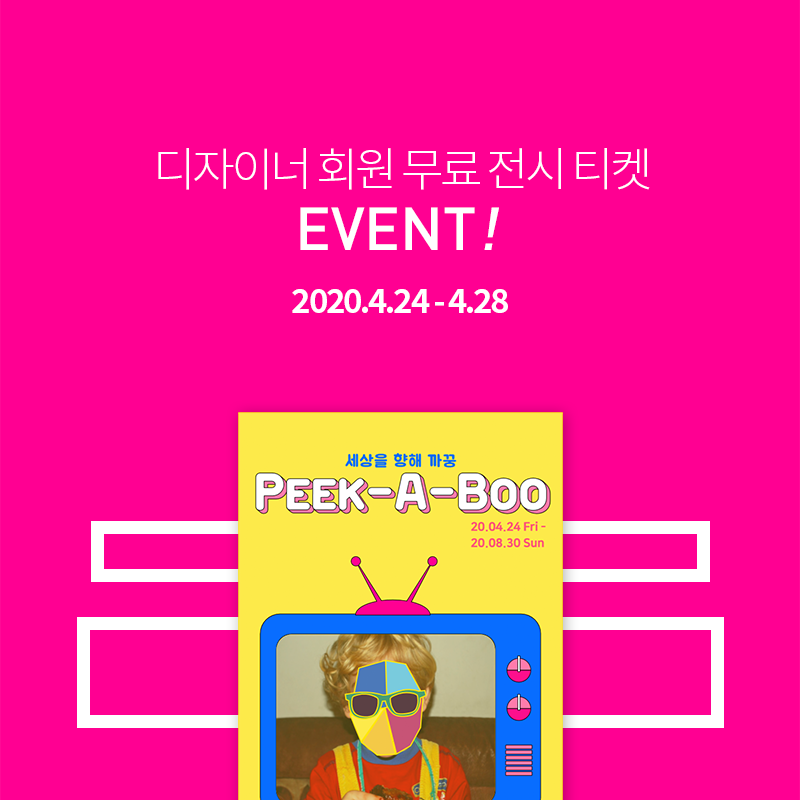 디자이너 회원 무료 전시 티켓
EVENT!
2020.4.24 - 4.28
세상을 향해 까꿍
PEEK-A-BOO
20.04.24 Fri -
20.08.30 Sun